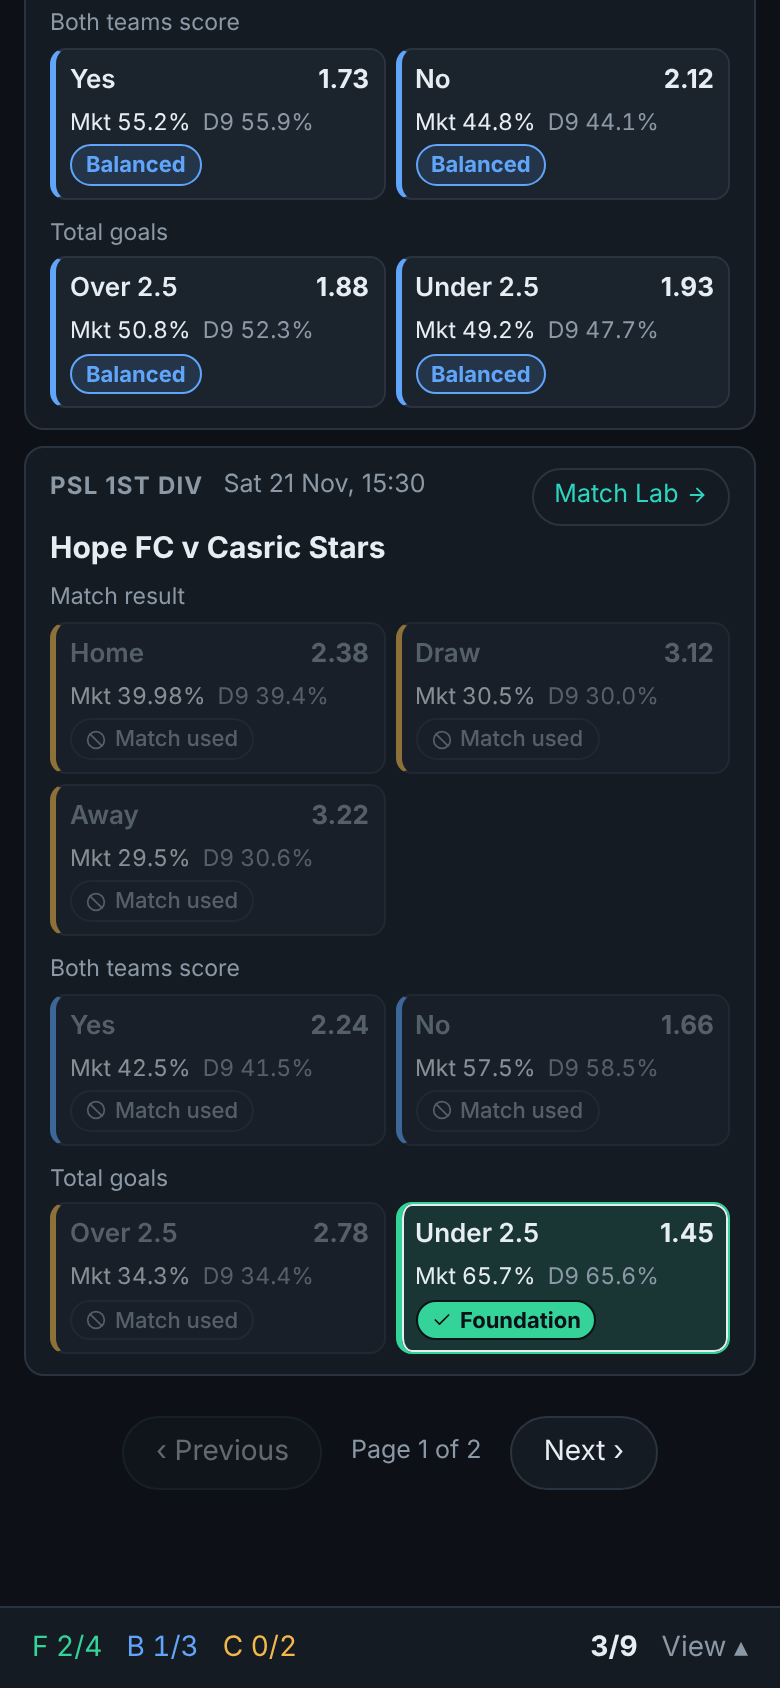 Both teams score
Yes 1.73 No 2.12
Mkt 55.2% D9 55.9% Mkt 44.8% D9 44.1%
Balanced Balanced
Total goals
Over 2.5 1.88 Under 2.5 1.93
Mkt 50.8% D9 52.3% Mkt 49.2% D9 47.7%
Balanced Balanced
PSL 1ST DIV Sat 21 Nov, 15:30 Match Lab →
Hope FC v Casric Stars
Match result
Home 2.38 Draw 3.12
Mkt 39.98% D9 39.4% Mkt 30.5% D9 30.0%
Match used Match used
Away 3.22
Mkt 29.5% D9 30.6%
Match used
Both teams score
Yes 2.24 No 1.66
Mkt 42.5% D9 41.5% Mkt 57.5% D9 58.5%
Match used Match used
Total goals
Over 2.5 2.78 Under 2.5 1.45
Mkt 34.3% D9 34.4% Mkt 65.7% D9 65.6%
Match used ✓ Foundation
‹ Previous Page 1 of 2 Next ›
F 2/4 B 1/3 C 0/2 3/9 View ▴